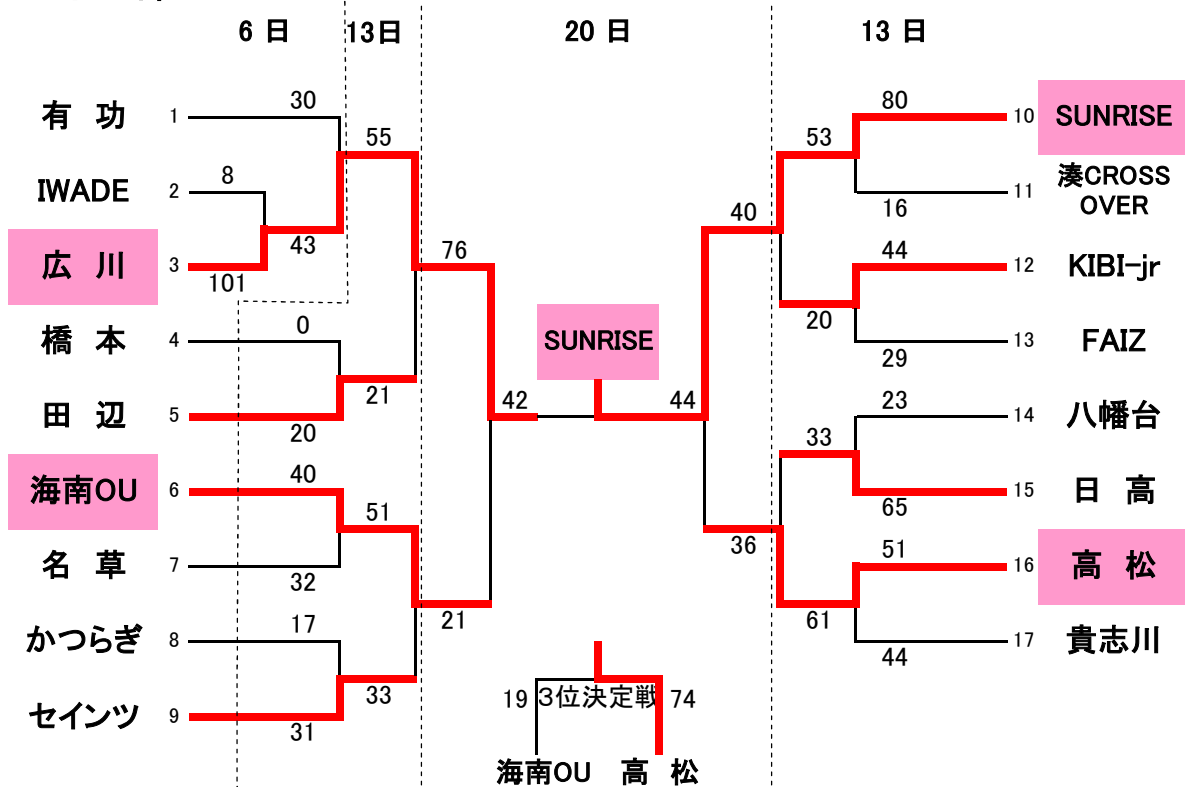 6 日
13日
20 日
13 日
有 功
1
30
IWADE
2
8
広 川
3
101
43
55
橋 本
4
0
田 辺
5
20
21
76
海南OU
6
40
名 草
7
32
51
かつらぎ
8
17
セインツ
9
31
33
21
42
SUNRISE
44
80
10
SUNRISE
53
16
11
湊CROSS
OVER
40
44
12
KIBI-jr
20
29
13
FAIZ
23
14
八幡台
33
65
15
日 高
36
51
16
高 松
61
44
17
貴志川
19
3位決定戦
74
海南OU
高 松